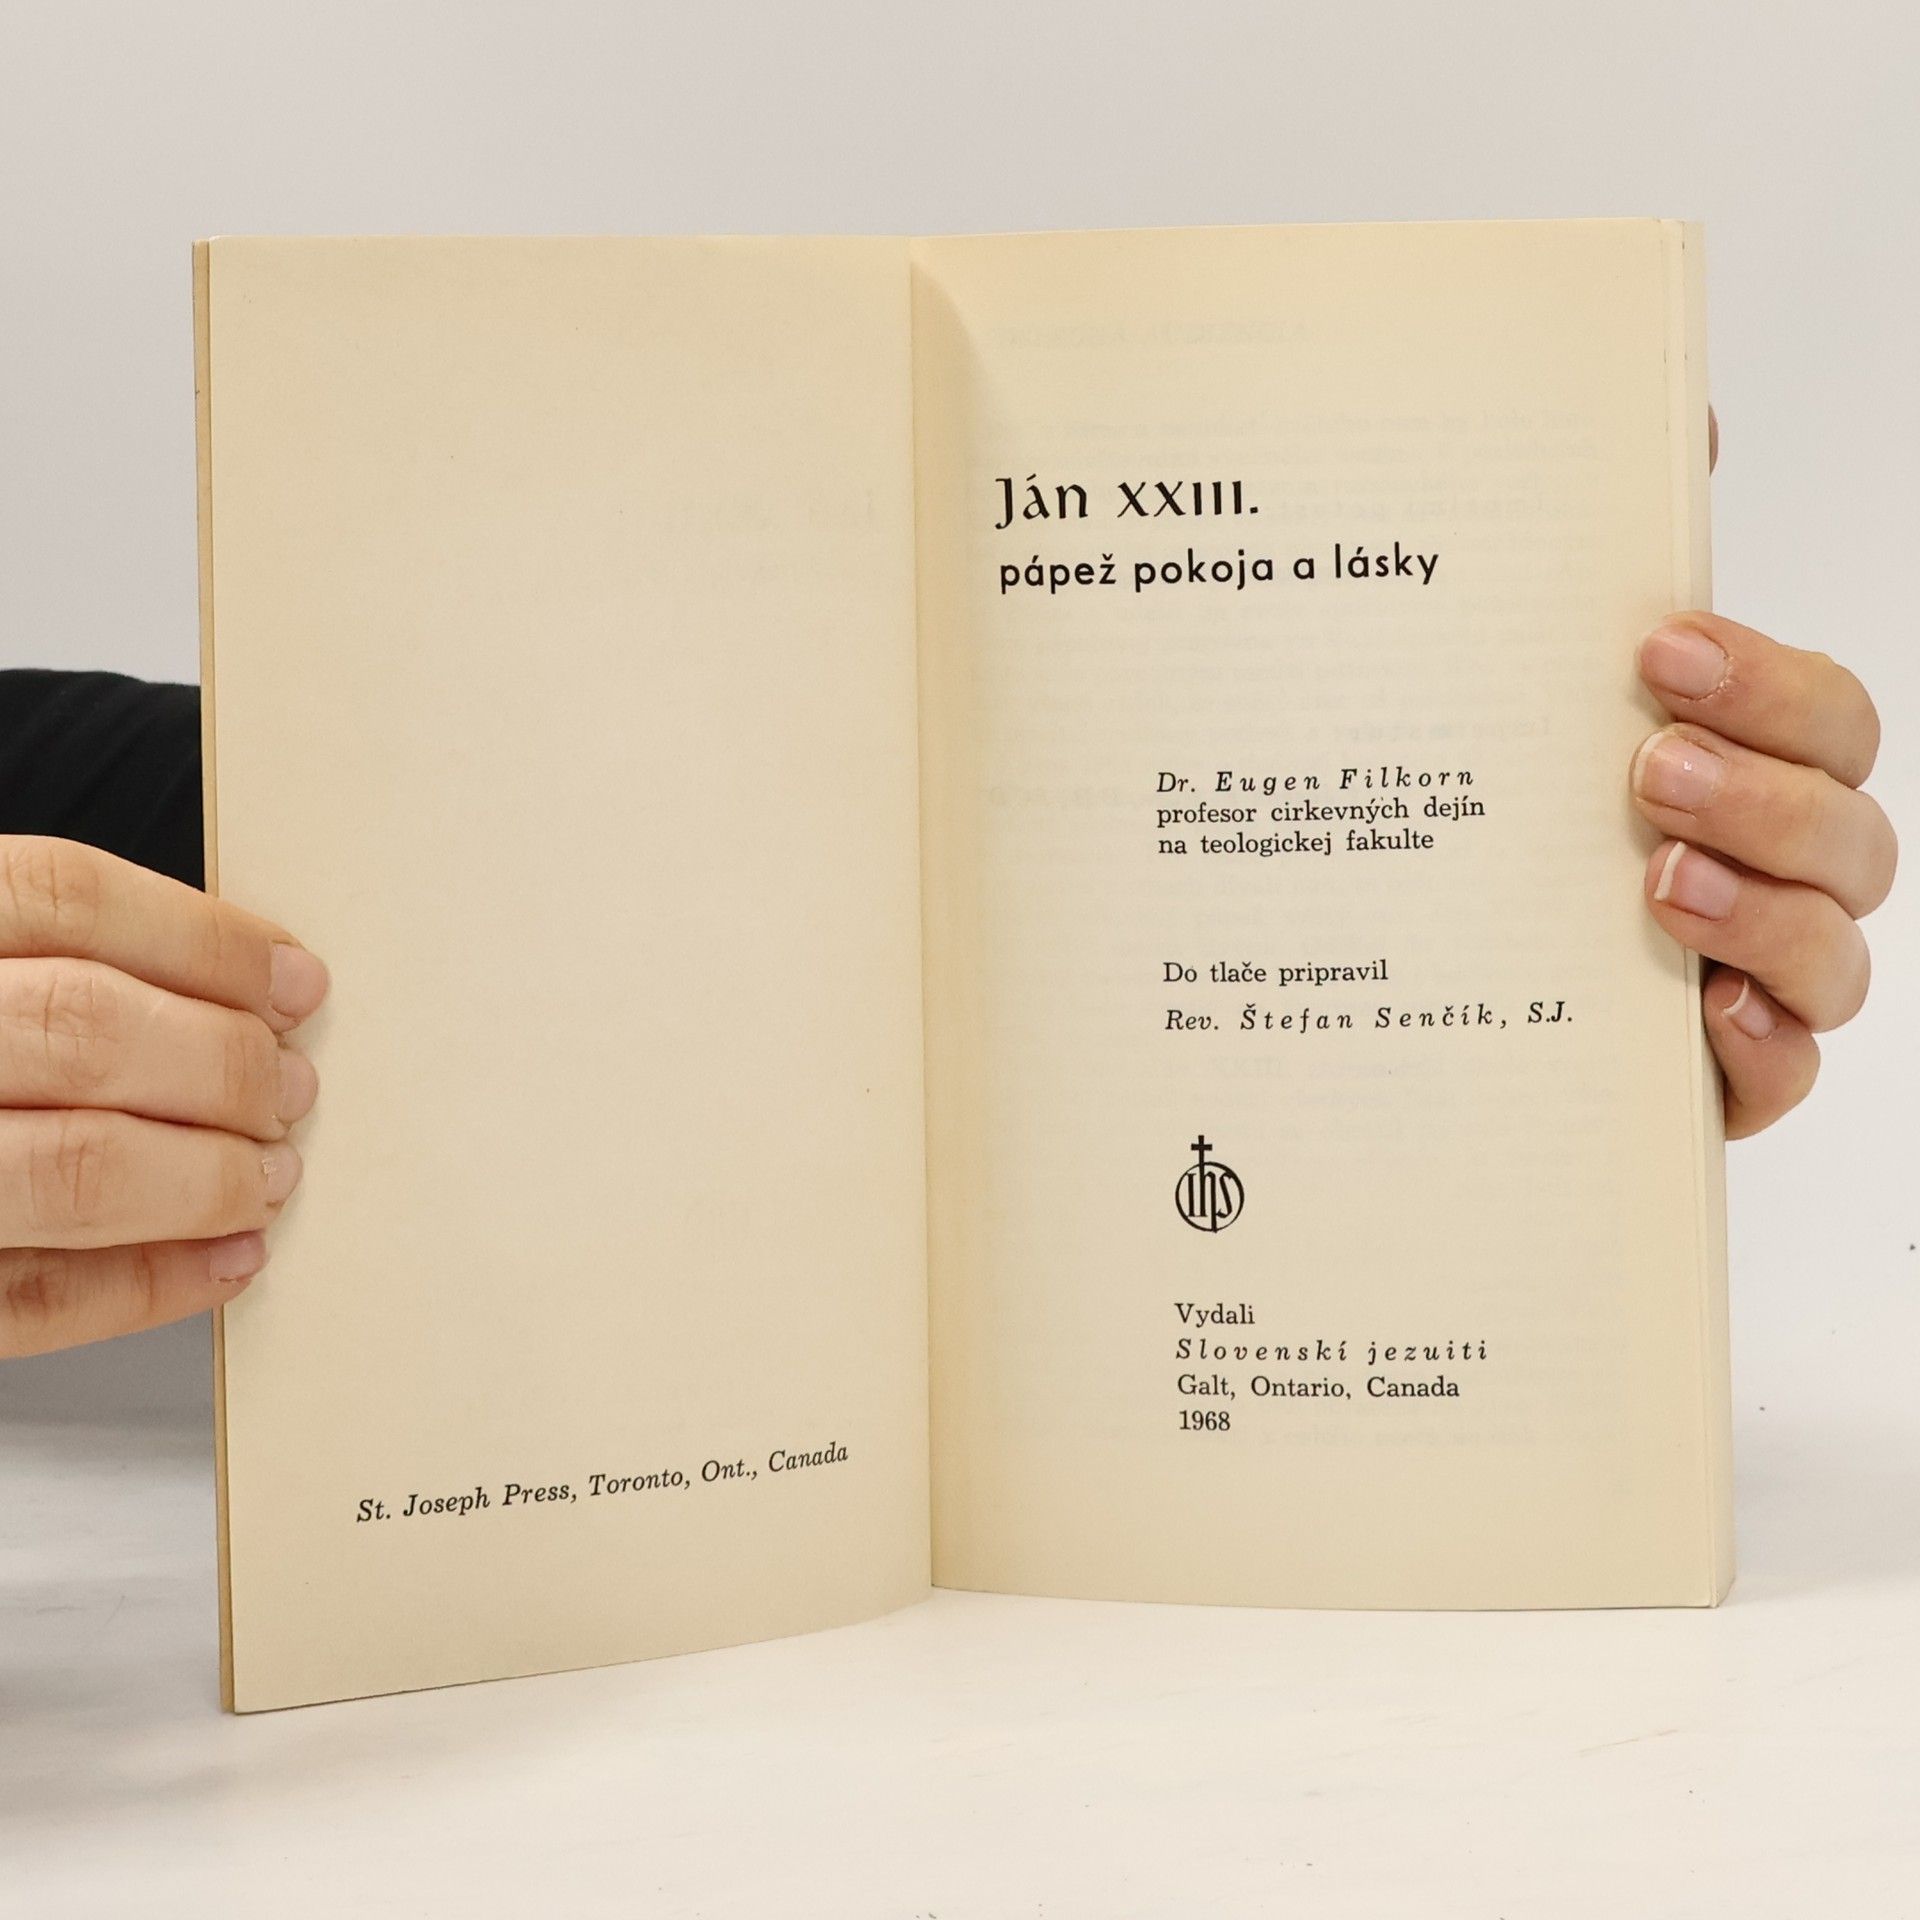 St. Joseph Press, Toronto, Ont., Canada
Ján XXIII.
pápež pokoja a lásky
Dr. Eugen Filkorn
profesor cirkevných dejín
na teologickej fakulte
Do tlače pripravil
Rev. Štefan Senčík, S.J.
IHS
Vydali
Slovenskí jezuiti
Galt, Ontario, Canada
1968